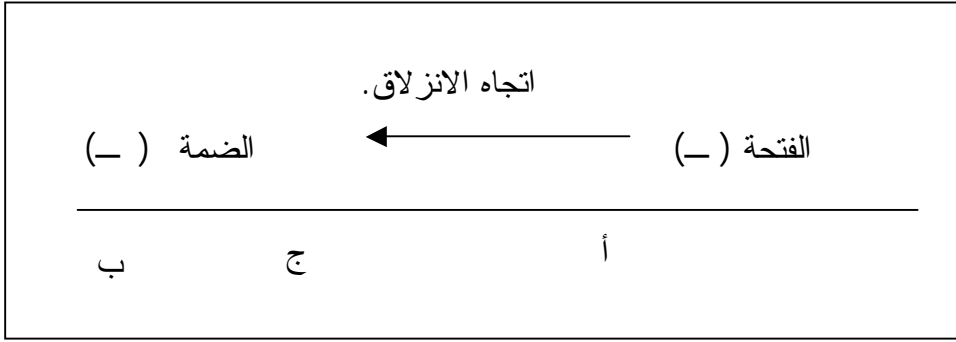 اتجاه الانزلاق.
الفتحة ( ــ) الضمة ( ــ)
أ ج ب